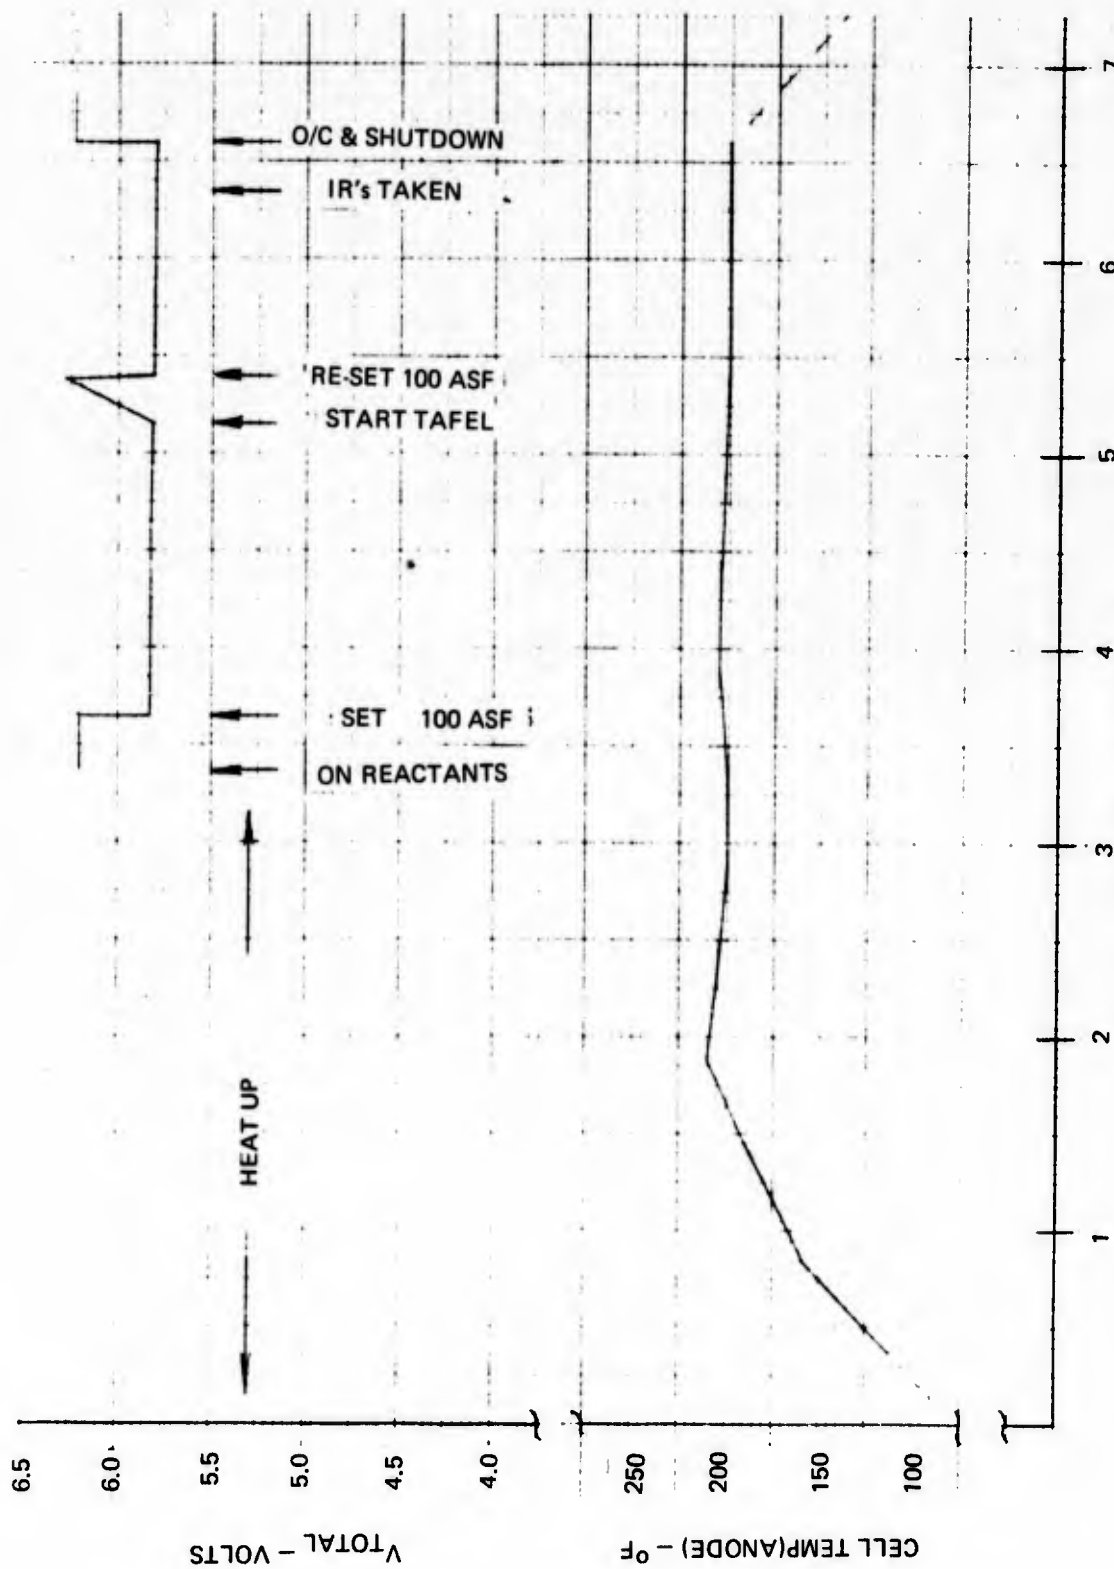 O/C & SHUTDOWN
IR's TAKEN
RE-SET 100 ASF
START TAFEL
SET 100 ASF
ON REACTANTS
HEAT UP
6.5
6.0
5.5
5.0
4.5
4.0
VTOTAL – VOLTS
250
200
150
100
CELL TEMP(ANODE) – °F
1
2
3
4
5
6
7